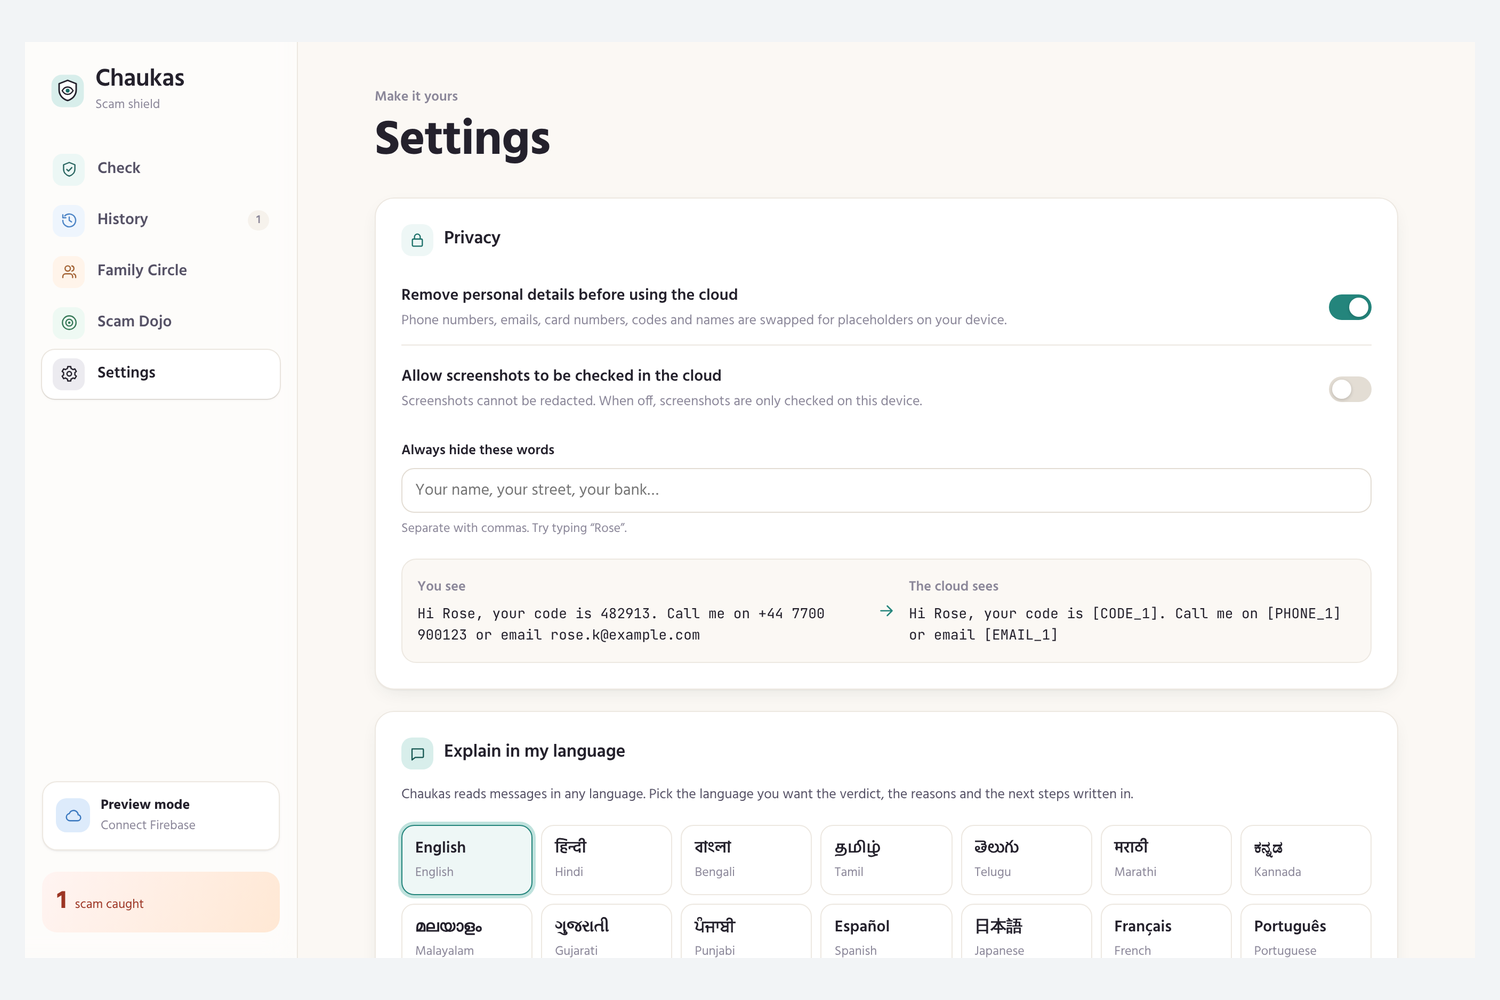 Chaukas
Scam shield
Check
History
1
Family Circle
Scam Dojo
Settings
Preview mode
Connect Firebase
1 scam caught
Make it yours
Settings
Privacy
Remove personal details before using the cloud
Phone numbers, emails, card numbers, codes and names are swapped for placeholders on your device.
Allow screenshots to be checked in the cloud
Screenshots cannot be redacted. When off, screenshots are only checked on this device.
Always hide these words
Your name, your street, your bank...
Separate with commas. Try typing “Rose”.
You see
Hi Rose, your code is 482913. Call me on +44 7700
900123 or email rose.k@example.com
→
The cloud sees
Hi Rose, your code is [CODE_1]. Call me on [PHONE_1]
or email [EMAIL_1]
Explain in my language
Chaukas reads messages in any language. Pick the language you want the verdict, the reasons and the next steps written in.
English
English
हिन्दी
Hindi
বাংলা
Bengali
தமிழ்
Tamil
తెలుగు
Telugu
मराठी
Marathi
ಕನ್ನಡ
Kannada
മലയാളം
Malayalam
ગુજરાતી
Gujarati
ਪੰਜਾਬੀ
Punjabi
Español
Spanish
日本語
Japanese
Français
French
Português
Portuguese